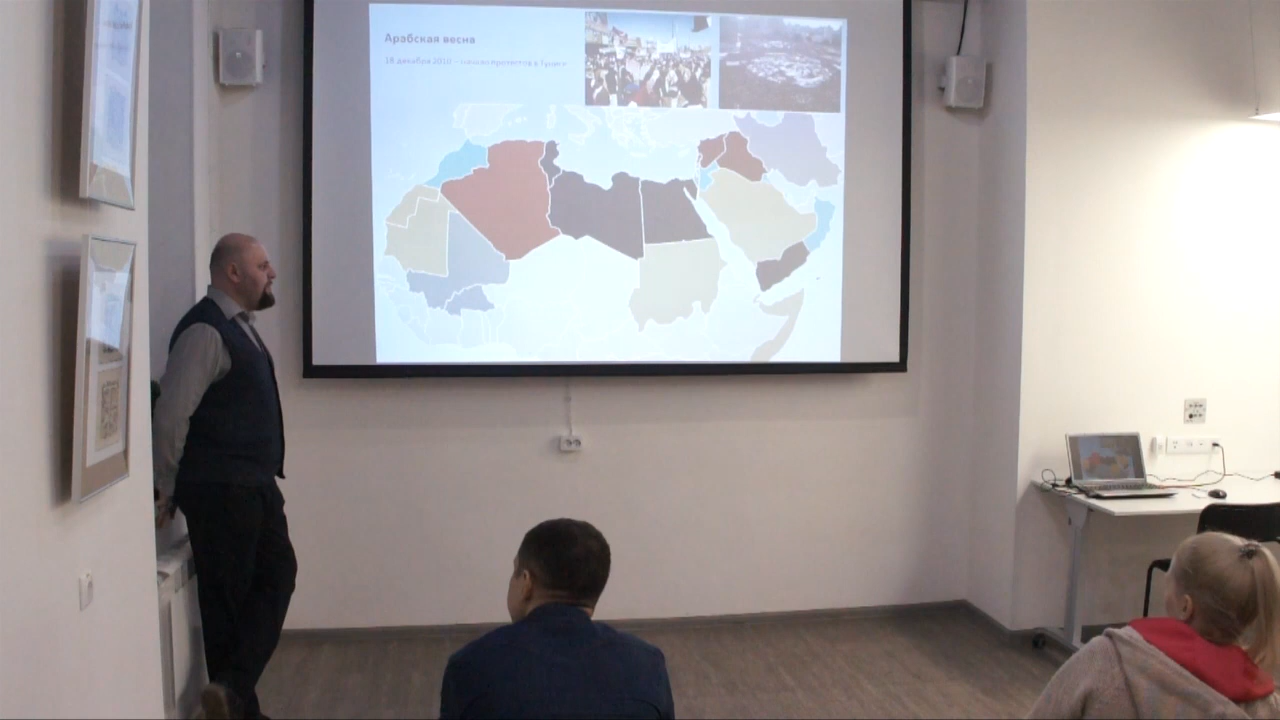 Арабская весна
18 декабря 2010 – начало протестов в Тунисе